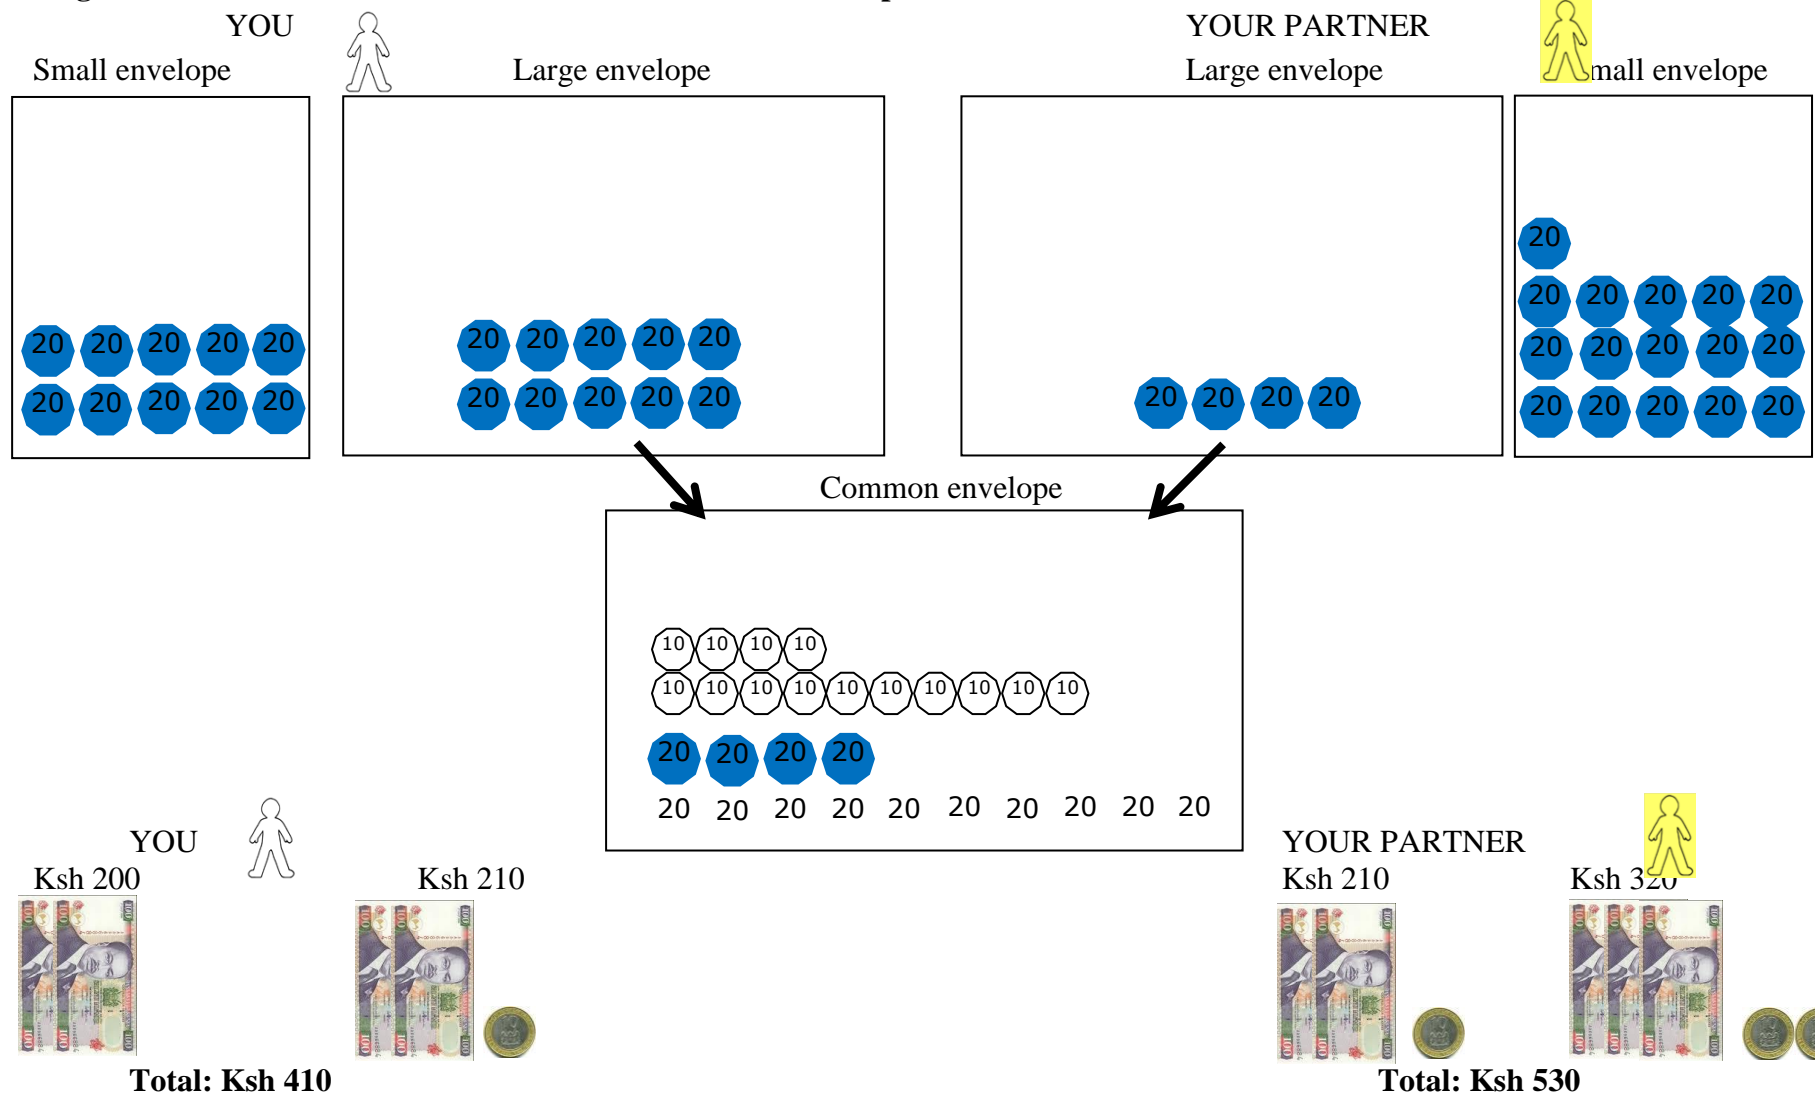 YOU YOUR PARTNER
Small envelope Large envelope Large envelope mall envelope
20
20 20 20 20 20
20 20 20 20 20 20 20 20 20 20 20 20 20 20 20
20 20 20 20 20 20 20 20 20 20 20 20 20 20 20 20 20 20 20
Common envelope
10 10 10 10
10 10 10 10 10 10 10 10 10 10
20 20 20 20
20 20 20 20 20 20 20 20 20 20
YOU YOUR PARTNER
Ksh 200 Ksh 210 Ksh 210 Ksh 320
Total: Ksh 410 Total: Ksh 530